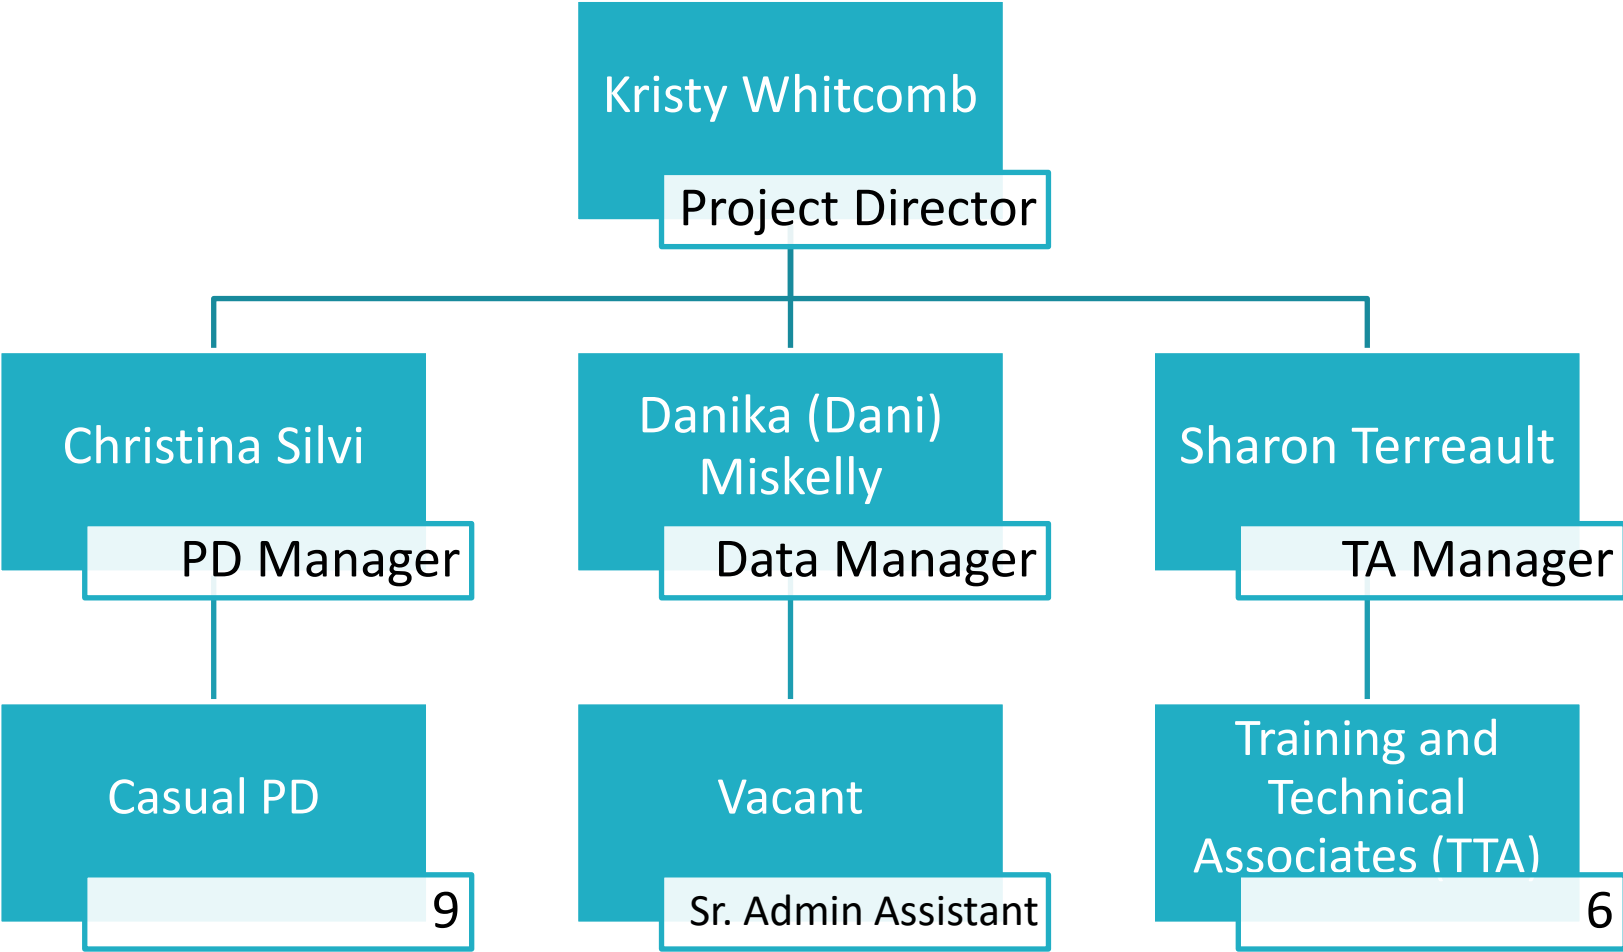 Kristy Whitcomb
Project Director
Christina Silvi
PD Manager
Danika (Dani)
Miskelly
Data Manager
Sharon Terreault
TA Manager
Casual PD
9
Vacant
Sr. Admin Assistant
Training and
Technical
Associates (TTA)
6